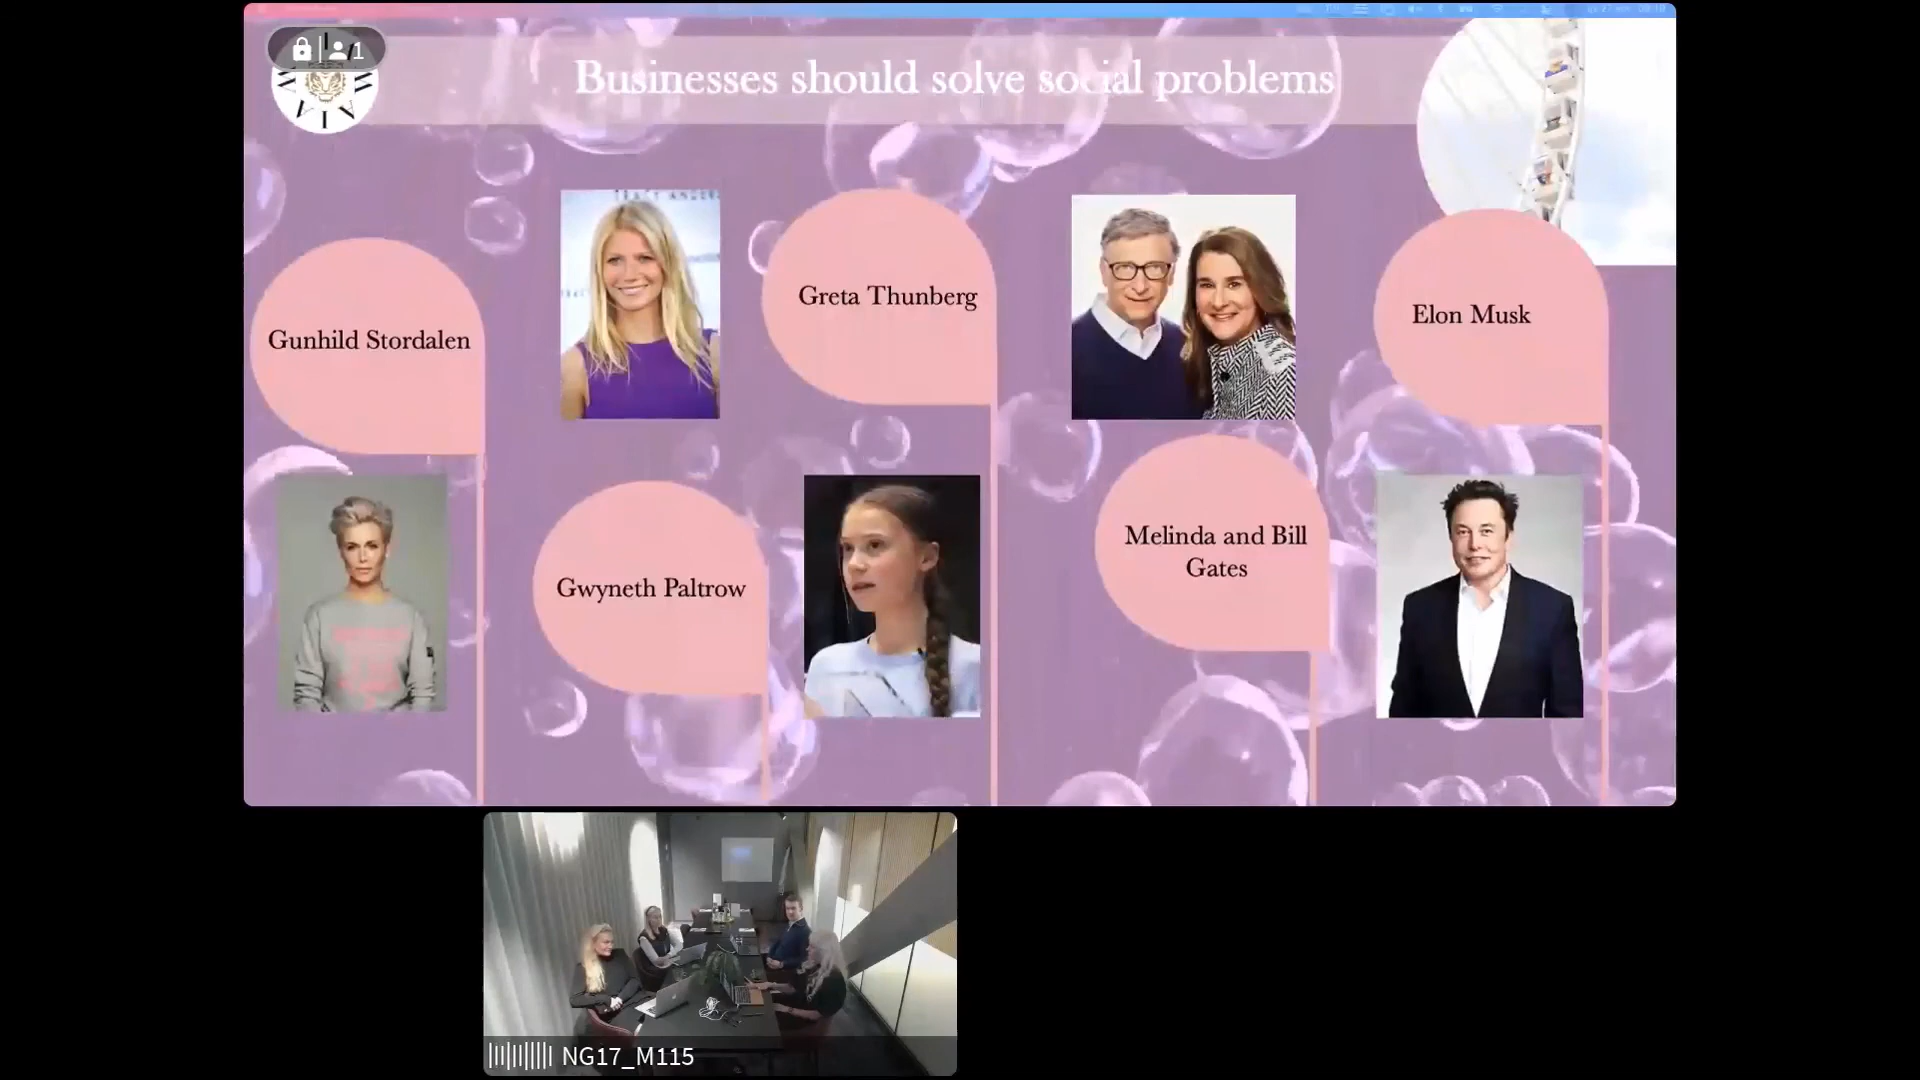 1
Businesses should solve social problems
Gunhild Stordalen
Greta Thunberg
Elon Musk
Gwyneth Paltrow
Melinda and Bill
Gates
NG17_M115